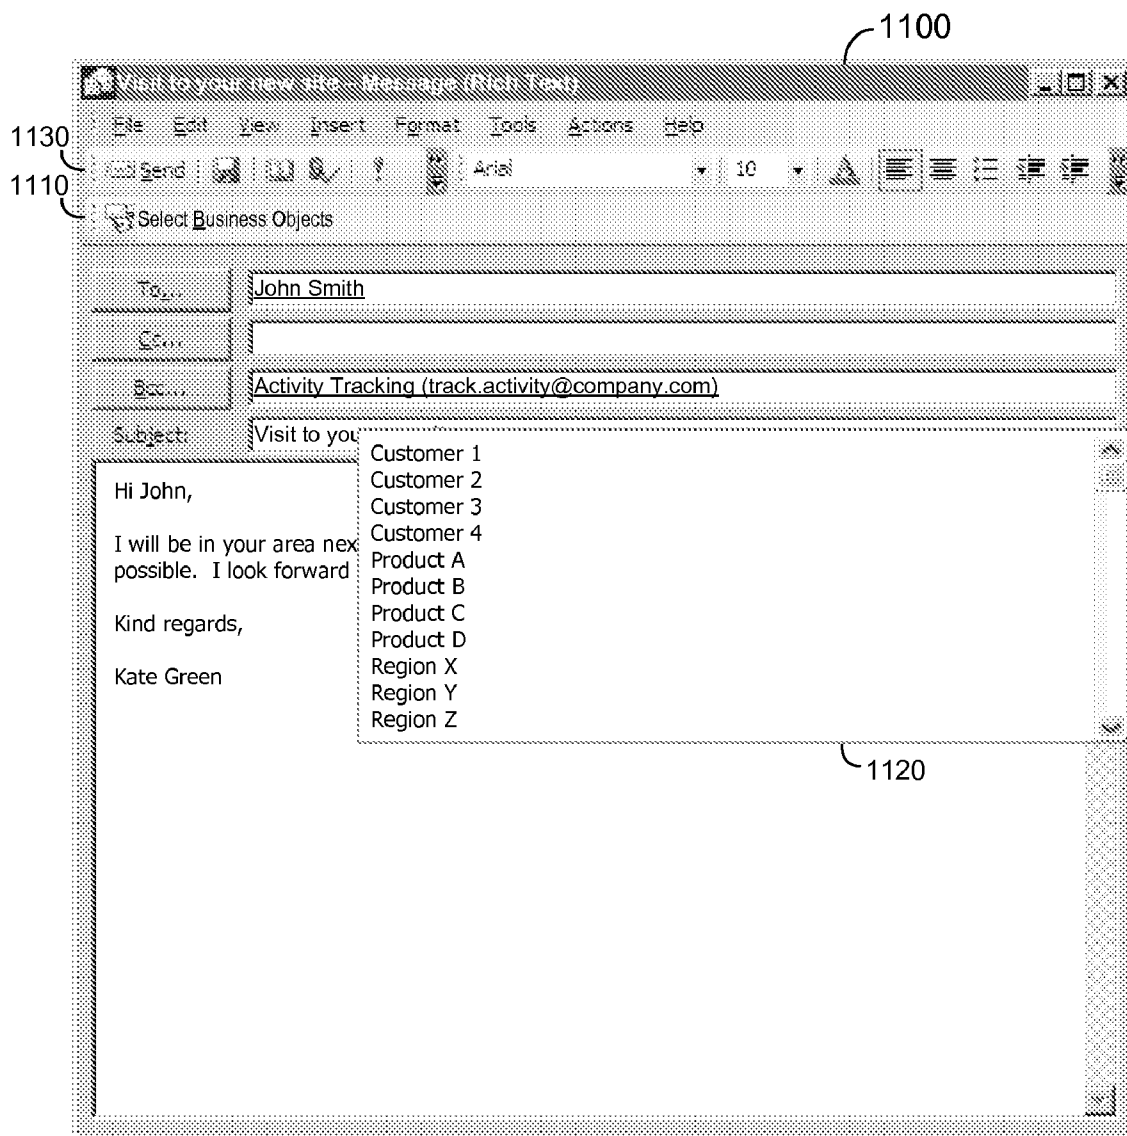 1100
Visit to your new site - Message (Rich Text)
File Edit View Insert Format Tools Actions Help
1130
Send Arial 10 A
1110
Select Business Objects
To... John Smith
Cc...
Bcc... Activity Tracking (track.activity@company.com)
Subject: Visit to you
Customer 1
Customer 2
Customer 3
Customer 4
Product A
Product B
Product C
Product D
Region X
Region Y
Region Z
Hi John,
I will be in your area nex
possible. I look forward
Kind regards,
Kate Green
1120